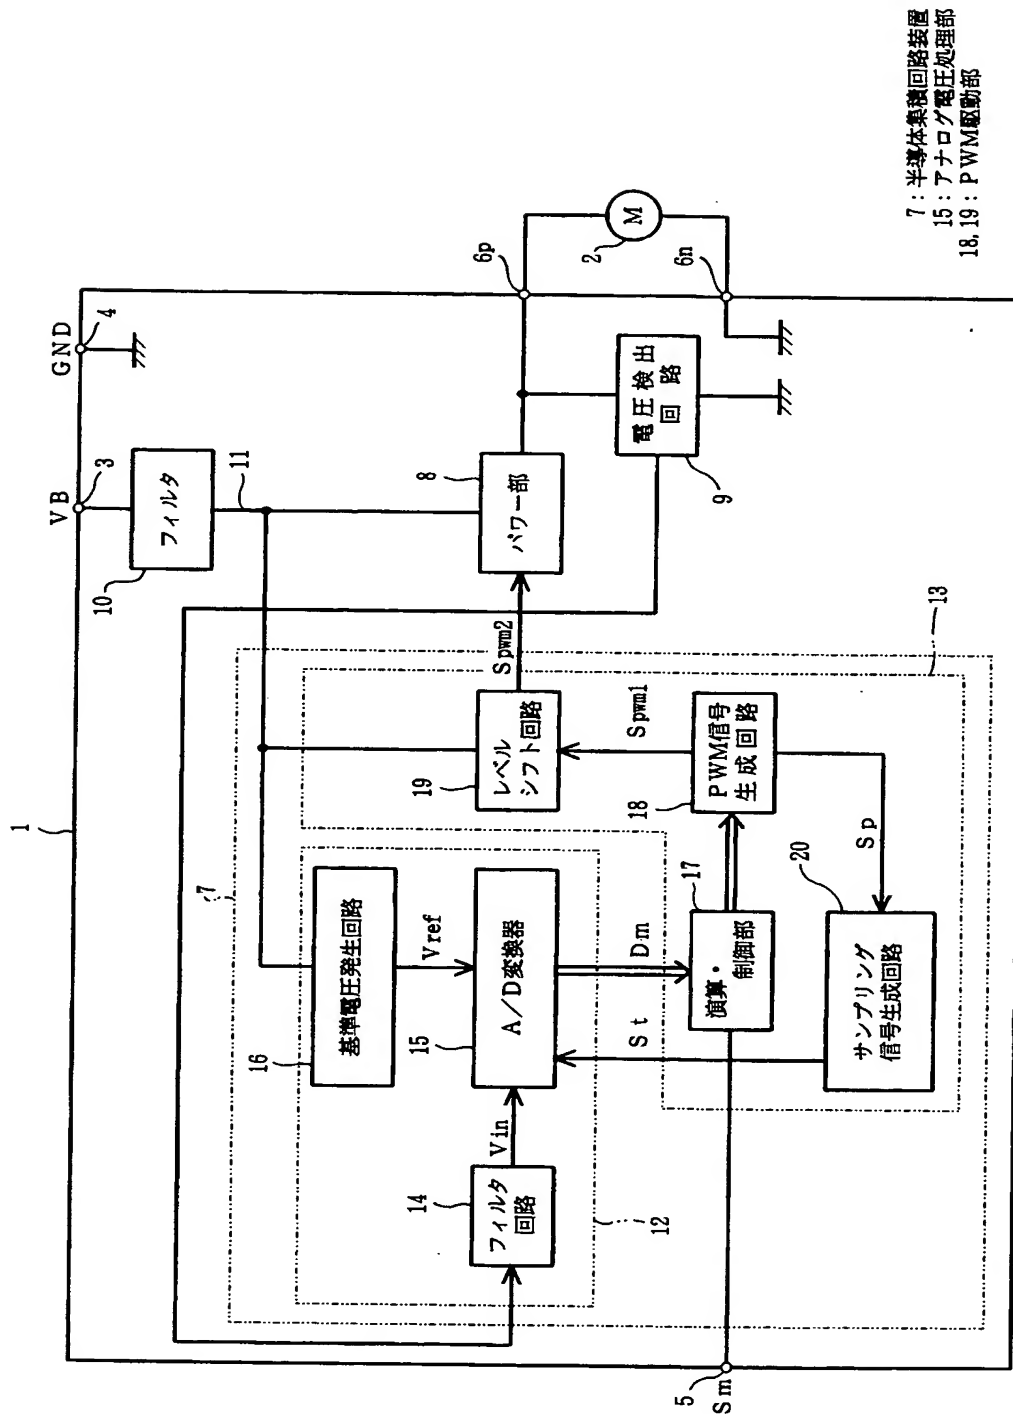 1
VB
3
GND
4
10
フィルタ
11
7
13
16
基準電圧発生回路
Vref
15
A/D変換器
14
フィルタ
回路
Vin
12
19
レベル
シフト回路
Spwm2
8
パワー部
6p
M
2
6n
電圧検出
回路
9
Spwm1
18
PWM信号
生成回路
Dm
St
17
演算・
制御部
Sp
20
サンプリング
信号生成回路
5
Sm
7:半導体集積回路装置
15:アナログ電圧処理部
18,19:PWM駆動部